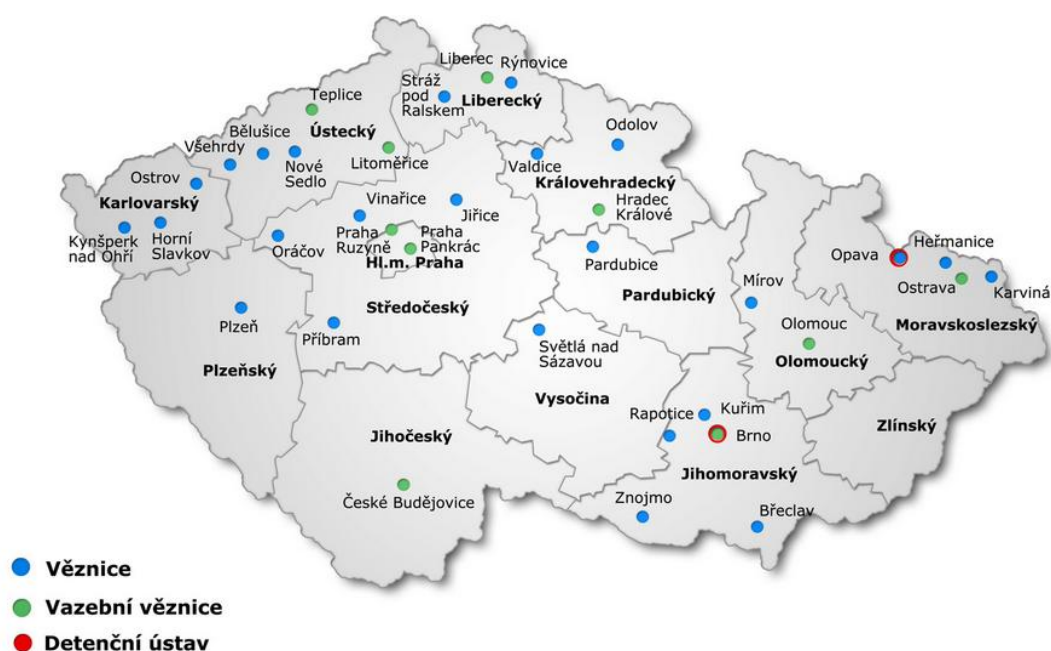 Liberec
Rýnovice
Stráž
pod
Ralskem
Liberecký
Teplice
Ústecký
Bělušice
Všehrdy
Nové
Sedlo
Litoměřice
Odolov
Valdice
Královehradecký
Hradec
Králové
Ostrov
Karlovarský
Kynšperk
nad Ohří
Horní
Slavkov
Vinařice
Jiřice
Praha
Ruzyně
Praha
Pankrác
Hl.m. Praha
Oráčov
Středočeský
Příbram
Plzeň
Plzeňský
Pardubice
Pardubický
Světlá nad
Sázavou
Vysočina
Opava
Heřmanice
Ostrava
Karviná
Moravskoslezský
Mírov
Olomouc
Olomoucký
Zlínský
Rapotice
Kuřim
Brno
Jihomoravský
Znojmo
Břeclav
Jihočeský
České Budějovice
Věznice
Vazební věznice
Detenční ústav